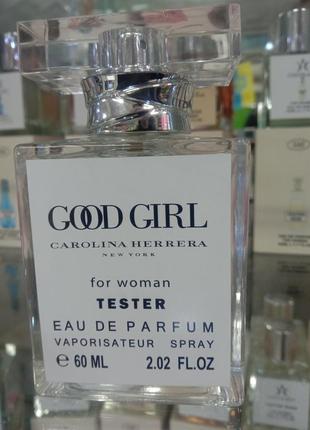 GOOD GIRL
CAROLINA HERRERA
NEW YORK
for woman
TESTER
EAU DE PARFUM
VAPORISATEUR SPRAY
℮ 60 ML 2.02 FL.OZ